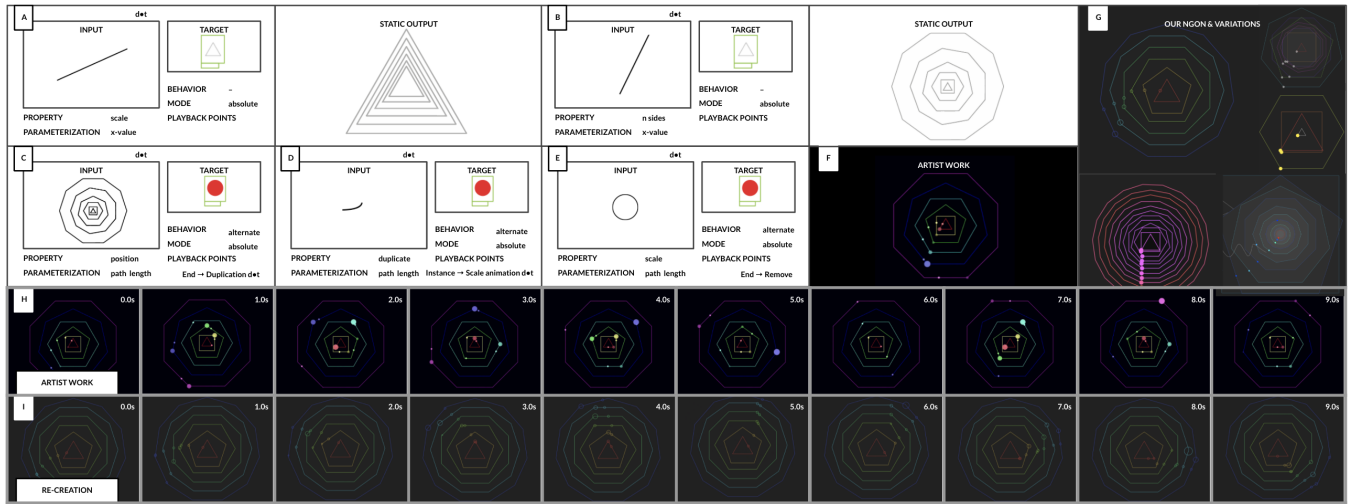 A
d●t
INPUT
TARGET
BEHAVIOR –
MODE absolute
PROPERTY scale
PLAYBACK POINTS
PARAMETERIZATION x-value
STATIC OUTPUT
B
d●t
INPUT
TARGET
BEHAVIOR –
MODE absolute
PROPERTY n sides
PLAYBACK POINTS
PARAMETERIZATION x-value
STATIC OUTPUT
G
OUR NGON & VARIATIONS
C
d●t
INPUT
TARGET
BEHAVIOR alternate
MODE absolute
PROPERTY position
PLAYBACK POINTS
PARAMETERIZATION path length
End → Duplication d●t
D
d●t
INPUT
TARGET
BEHAVIOR alternate
MODE absolute
PROPERTY duplicate
PLAYBACK POINTS
PARAMETERIZATION path length
Instance → Scale animation d●t
E
d●t
INPUT
TARGET
BEHAVIOR alternate
MODE absolute
PROPERTY scale
PLAYBACK POINTS
PARAMETERIZATION path length
End → Remove
F
ARTIST WORK
H
0.0s 1.0s 2.0s 3.0s 4.0s 5.0s 6.0s 7.0s 8.0s 9.0s
ARTIST WORK
I
0.0s 1.0s 2.0s 3.0s 4.0s 5.0s 6.0s 7.0s 8.0s 9.0s
RE-CREATION